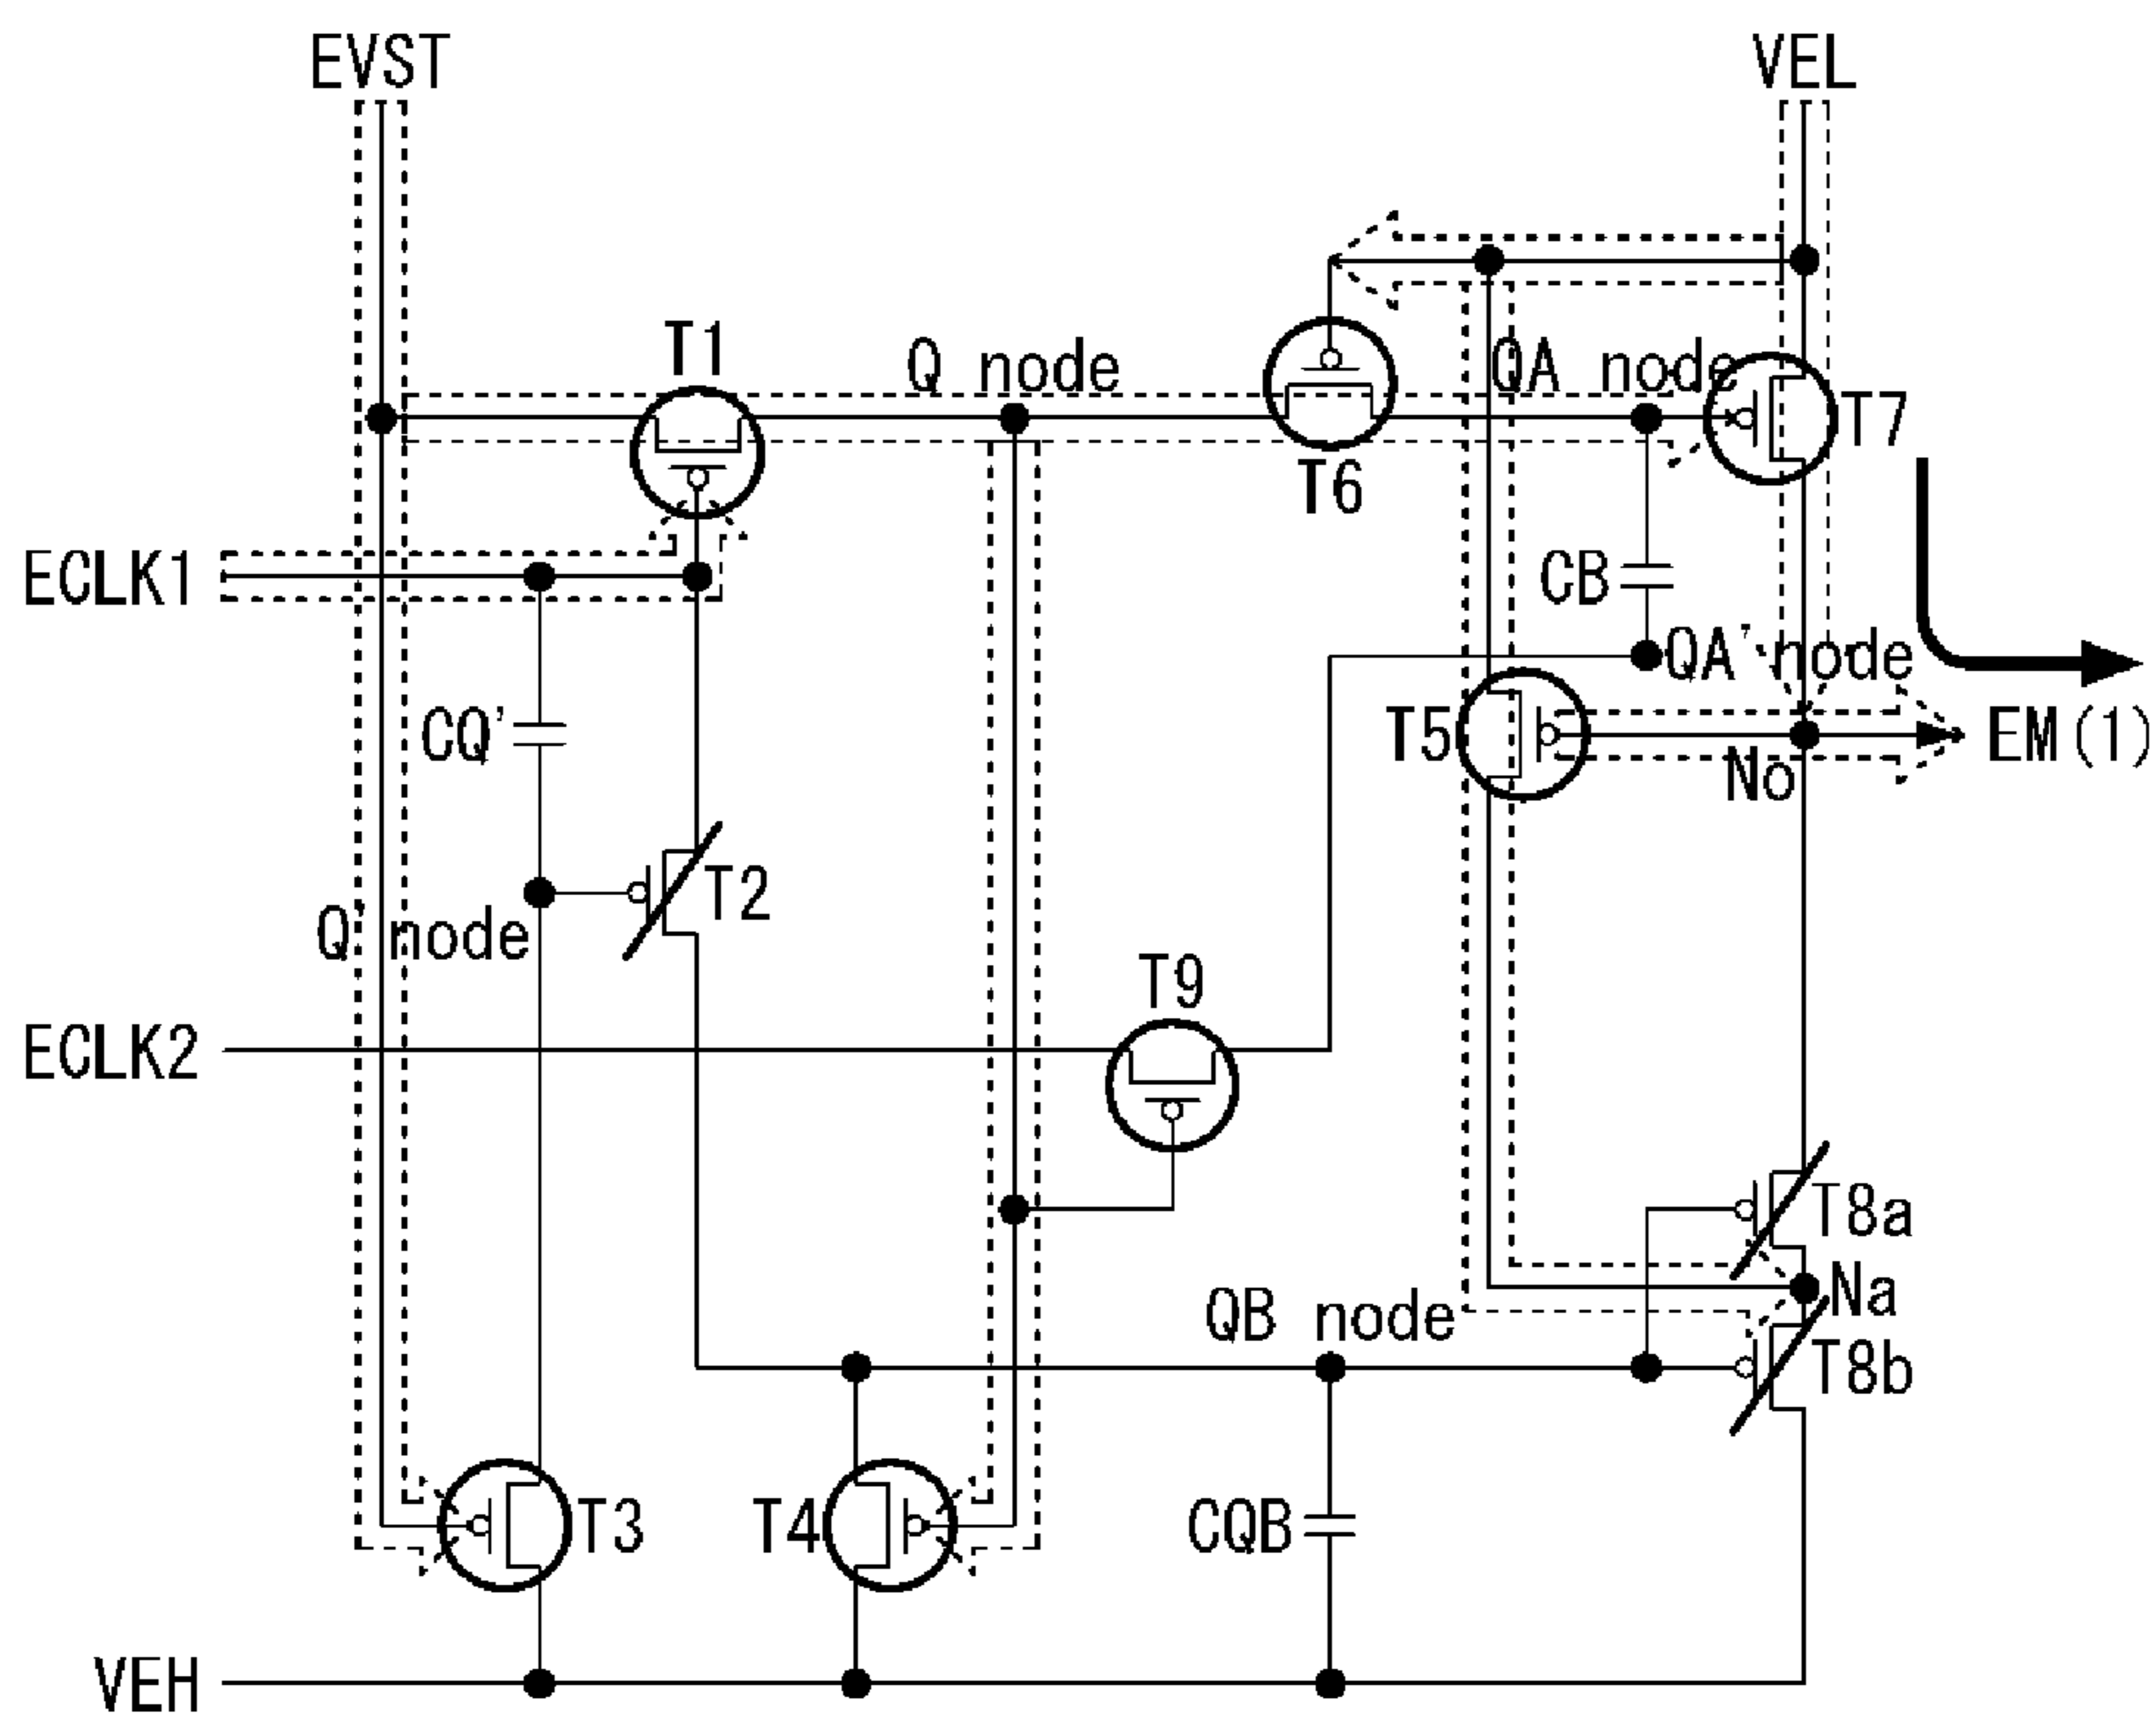 EVST
VEL
T1
Q node
QA node
T7
T6
ECLK1
CB
QA'node
CQ'
T5
EM(1)
No
T2
Q'node
T9
ECLK2
T8a
Na
QB node
T8b
T3
T4
CQB
VEH